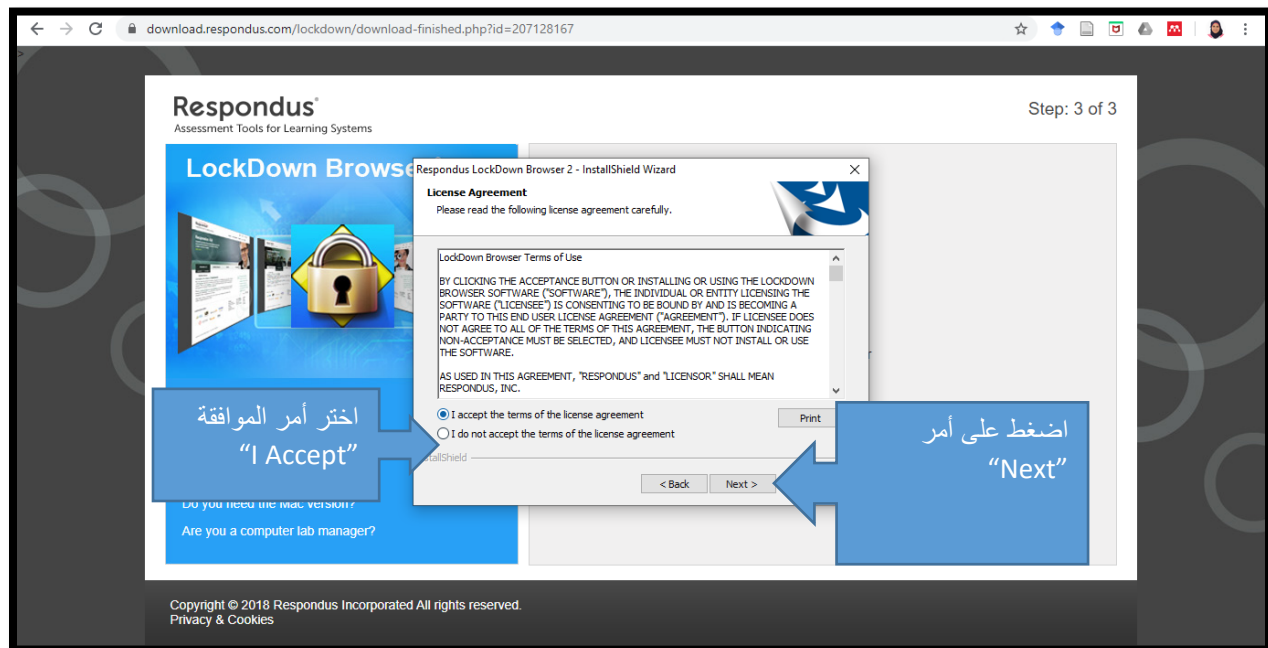 download.respondus.com/lockdown/download-finished.php?id=207128167
Respondus®
Assessment Tools for Learning Systems
Step: 3 of 3
LockDown Browse
Respondus LockDown Browser 2 - InstallShield Wizard
License Agreement
Please read the following license agreement carefully.
LockDown Browser Terms of Use
BY CLICKING THE ACCEPTANCE BUTTON OR INSTALLING OR USING THE LOCKDOWN
BROWSER SOFTWARE ("SOFTWARE"), THE INDIVIDUAL OR ENTITY LICENSING THE
SOFTWARE ("LICENSEE") IS CONSENTING TO BE BOUND BY AND IS BECOMING A
PARTY TO THIS END USER LICENSE AGREEMENT ("AGREEMENT"). IF LICENSEE DOES
NOT AGREE TO ALL OF THE TERMS OF THIS AGREEMENT, THE BUTTON INDICATING
NON-ACCEPTANCE MUST BE SELECTED, AND LICENSEE MUST NOT INSTALL OR USE
THE SOFTWARE.
AS USED IN THIS AGREEMENT, "RESPONDUS" and "LICENSOR" SHALL MEAN
RESPONDUS, INC.
I accept the terms of the license agreement
Print
I do not accept the terms of the license agreement
tallShield
< Back
Next >
اختر أمر الموافقة
“I Accept”
اضغط على أمر
“Next”
Do you need the Mac version?
Are you a computer lab manager?
Copyright © 2018 Respondus Incorporated All rights reserved.
Privacy & Cookies